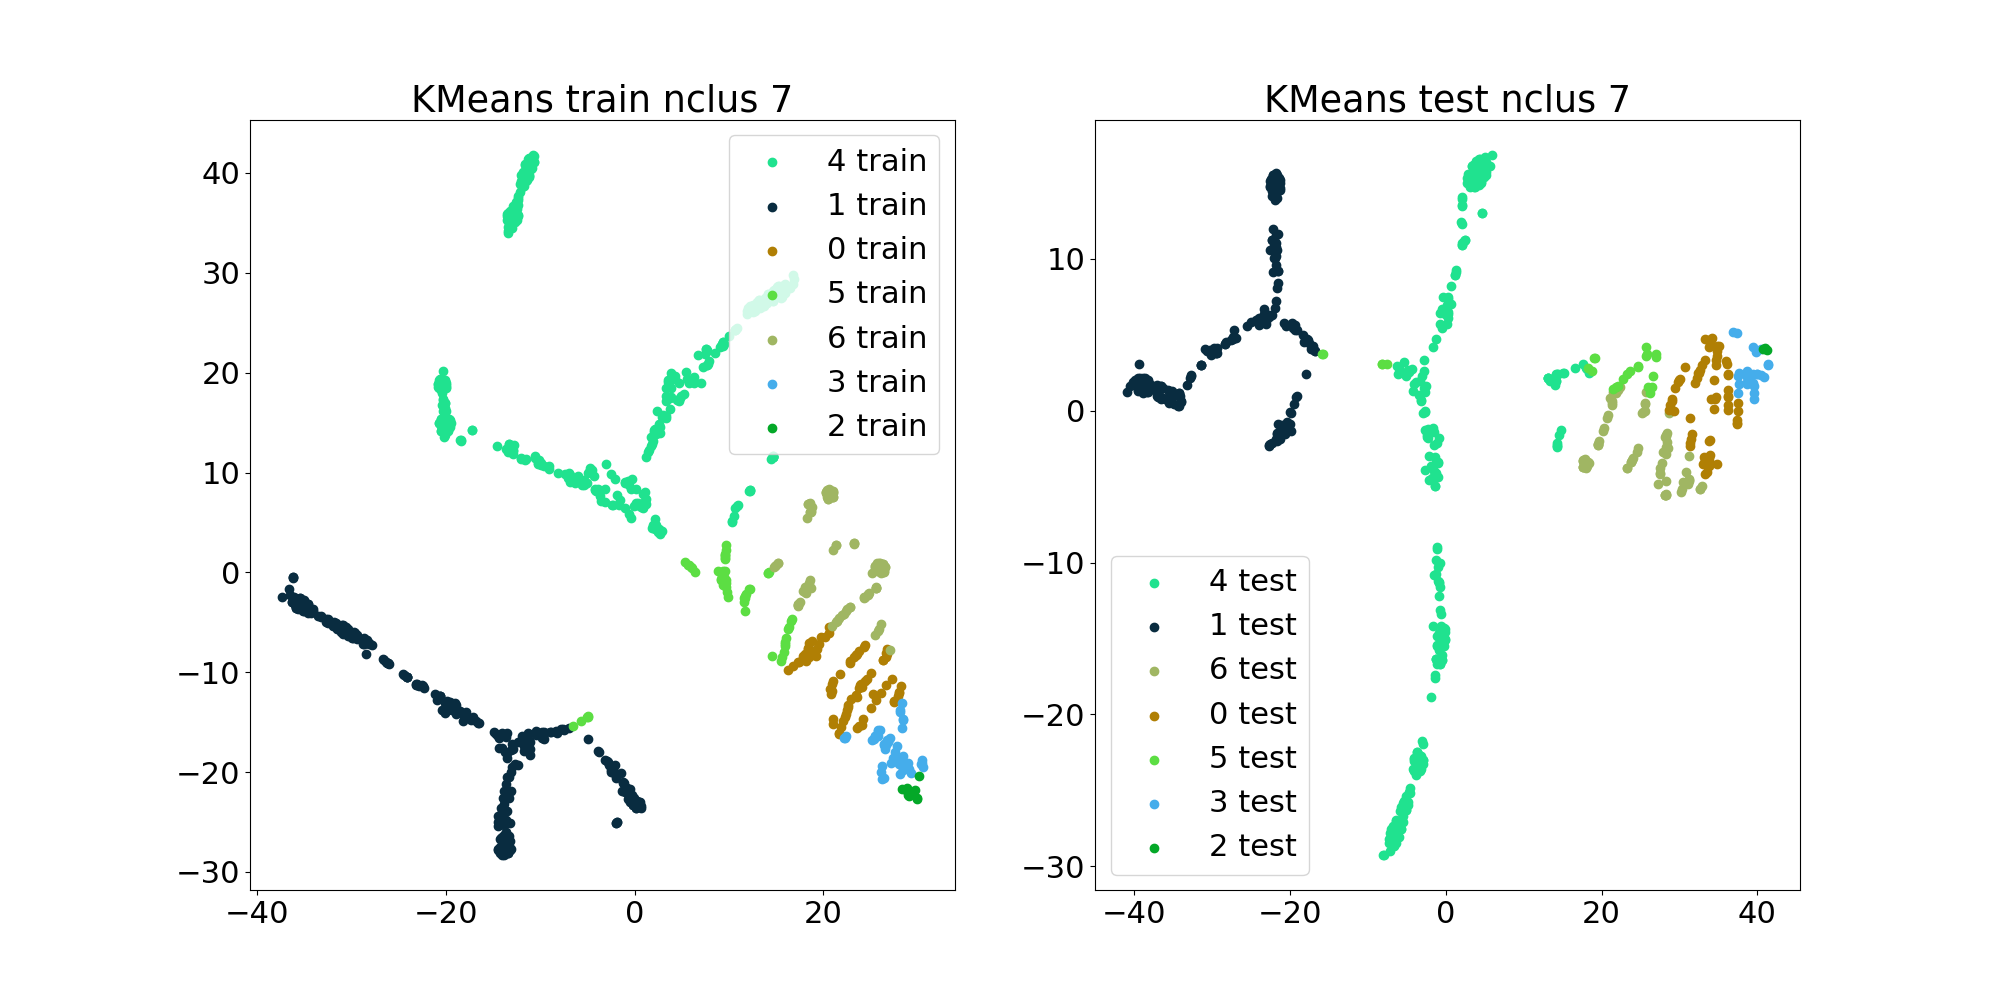 KMeans train nclus 7
40
30
20
10
0
−10
−20
−30
−40
−20
0
20
4 train
1 train
0 train
5 train
6 train
3 train
2 train
KMeans test nclus 7
10
0
−10
−20
−30
−40
−20
0
20
40
4 test
1 test
6 test
0 test
5 test
3 test
2 test